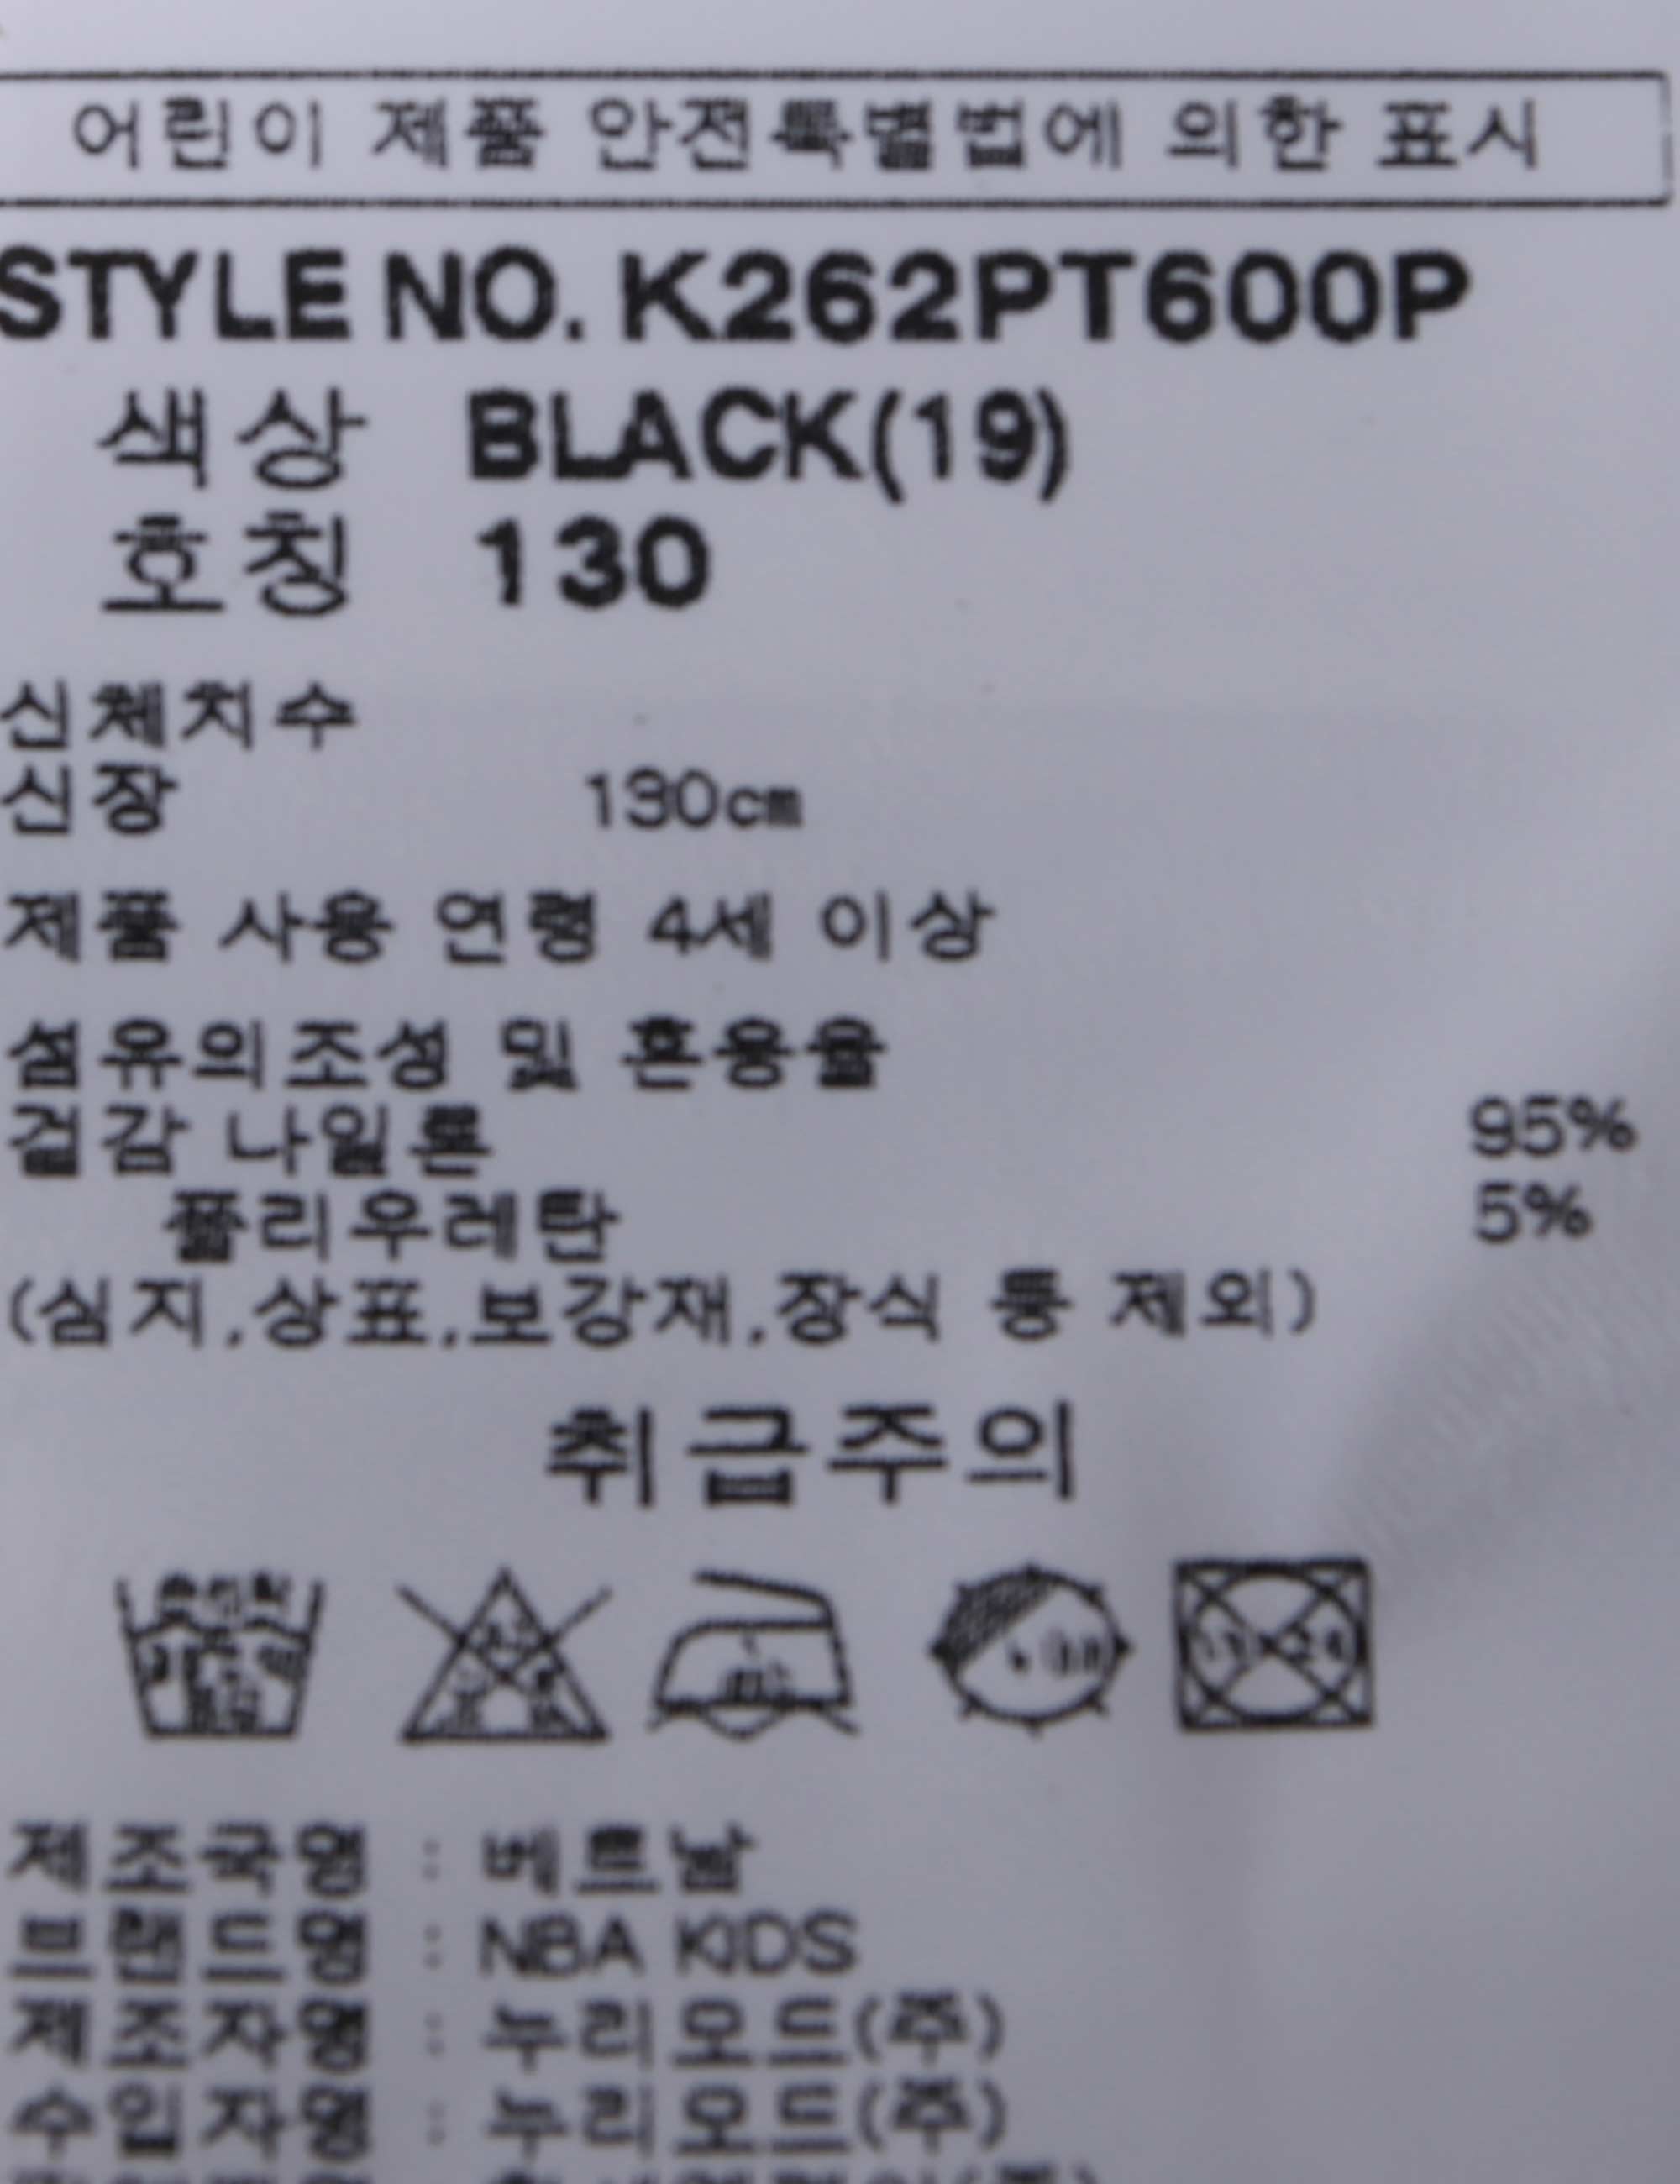 어린이 제품 안전특별법에 의한 표시
STYLE NO. K262PT600P
색상 BLACK(19)
호칭 130
신체치수
신장 130cm
제품 사용 연령 4세 이상
섬유의조성 및 혼용율
겉감 나일론 95%
폴리우레탄 5%
(심지,상표,보강재,장식 등 제외)
취급주의
제조국명 : 베트남
브랜드명 : NBA KIDS
제조자명 : 누리모드(주)
수입자명 : 누리모드(주)